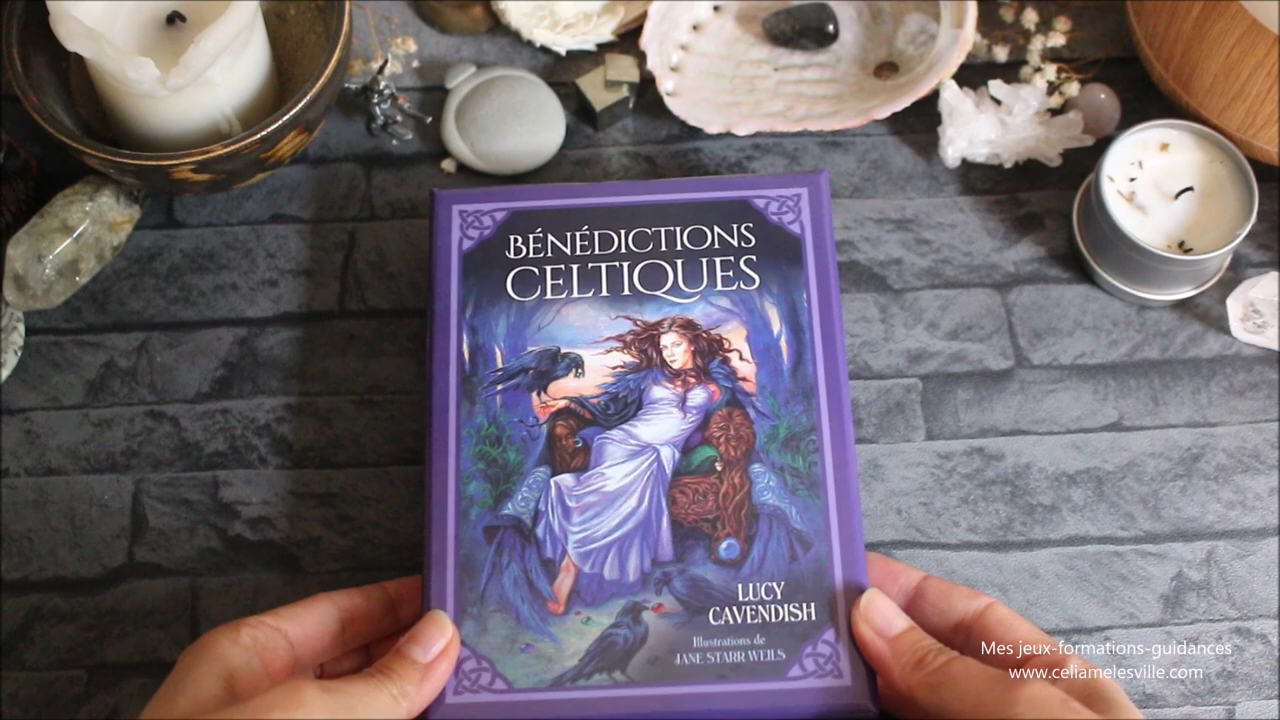 BÉNÉDICTIONS
CELTIQUES
LUCY
CAVENDISH
Illustrations de
JANE STARR WEILS
Mes jeux-formations-guidances
www.celiamelesville.com